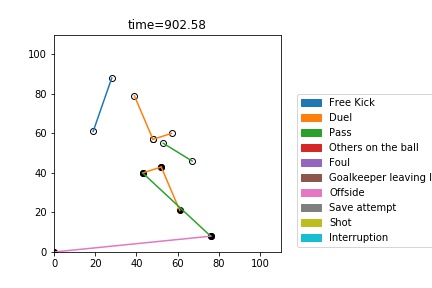 time=902.58
100
80
60
40
20
0
0 20 40 60 80 100
Free Kick
Duel
Pass
Others on the ball
Foul
Goalkeeper leaving l
Offside
Save attempt
Shot
Interruption